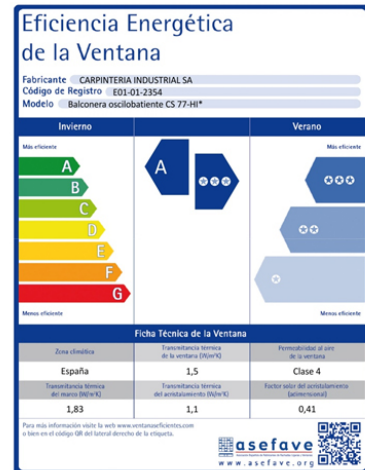 Eficiencia Energética
de la Ventana
Fabricante CARPINTERIA INDUSTRIAL SA
Código de Registro E01-01-2354
Modelo Balconera oscilobatiente CS 77-HI*
Invierno Verano
Más eficiente Más eficiente
A
B
C
D
E
F
G
A
Menos eficiente Menos eficiente
Ficha Técnica de la Ventana
Zona climática
España
Transmitancia térmica
de la ventana (W/m²K)
1,5
Permeabilidad al aire
de la ventana
Clase 4
Transmitancia térmica
del marco (W/m²K)
1,83
Transmitancia térmica
del acristalamiento (W/m²K)
1,1
Factor solar del acristalamiento
(adimensional)
0,41
Para más información visite la web www.ventanaseficientes.com
o bien en el código QR del lateral derecho de la etiqueta.
asefave
www.asefave.org